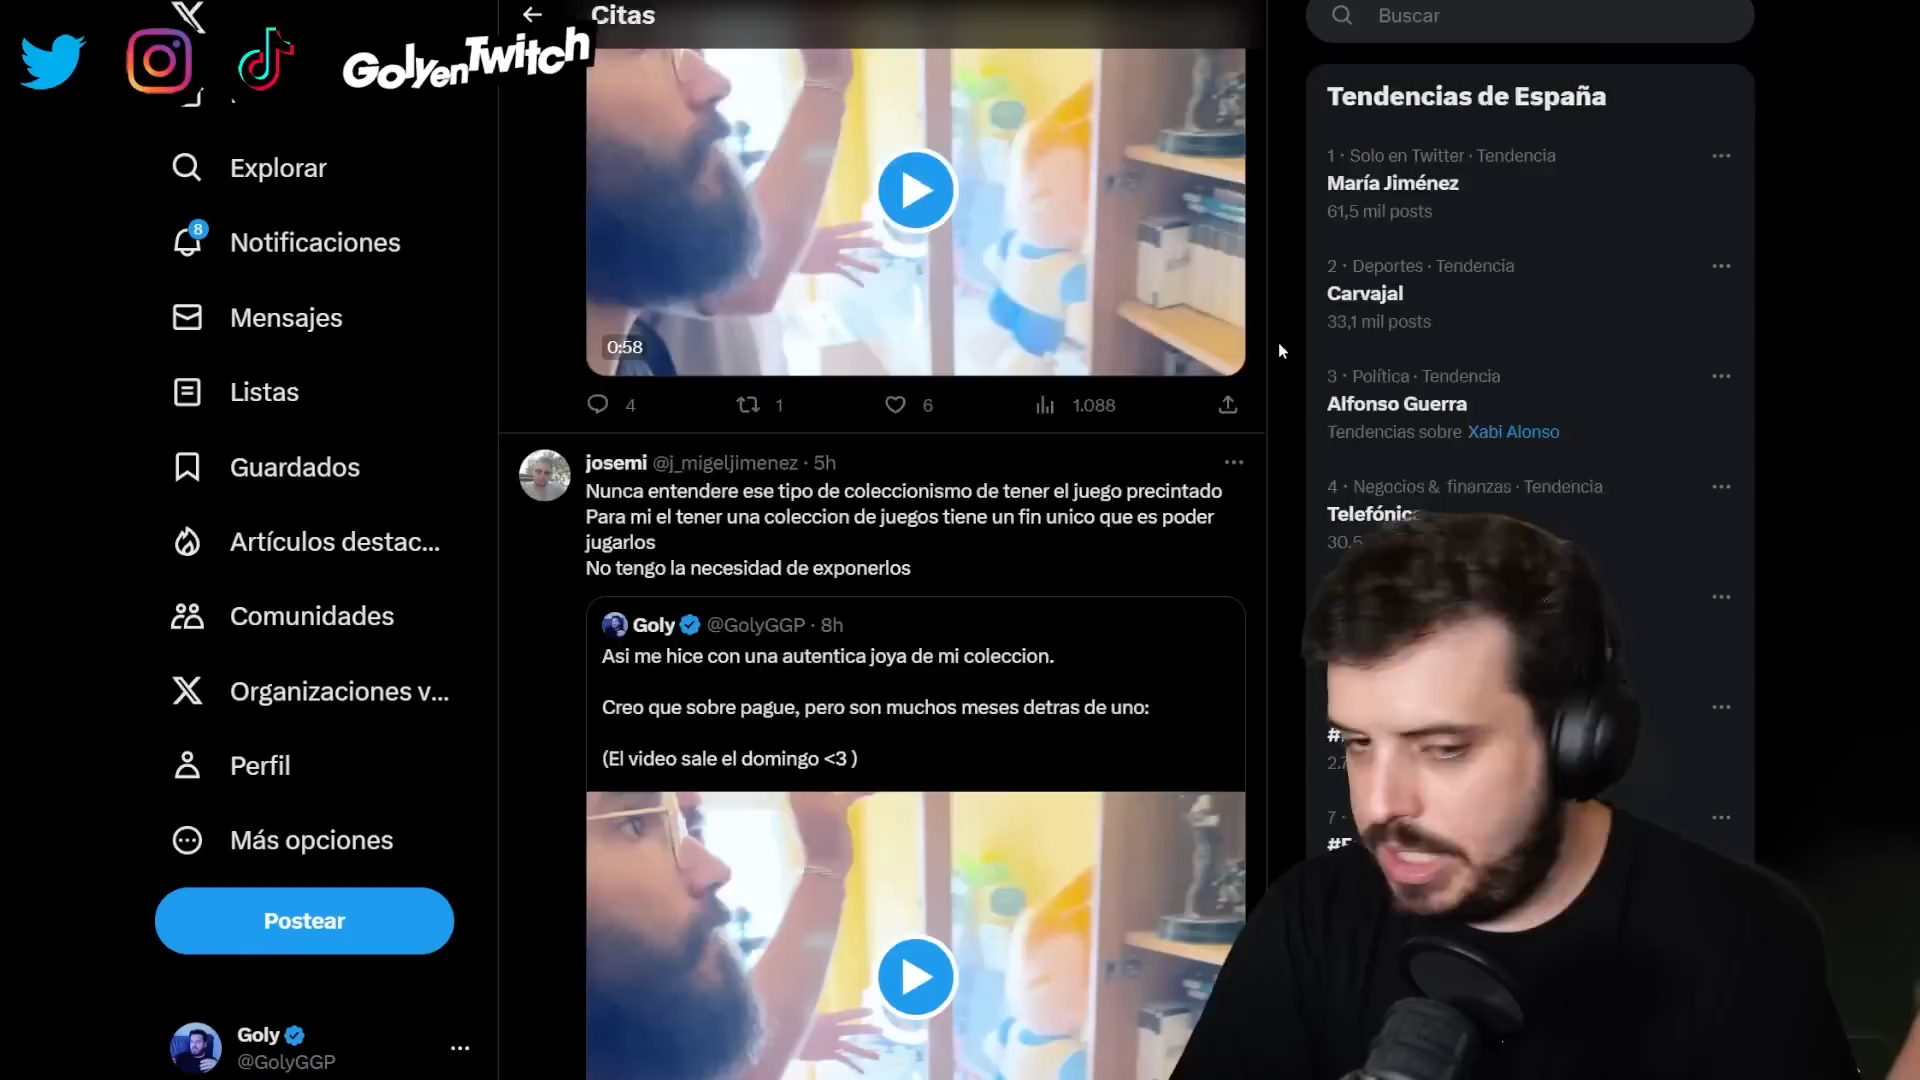 GolyenTwitch
Explorar
8
Notificaciones
Mensajes
Listas
Guardados
Artículos destac...
Comunidades
Organizaciones v...
Perfil
Más opciones
Postear
Goly
@GolyGGP
Citas
0:58
4
1
6
1.088
josemi @j_migeljimenez · 5h
Nunca entendere ese tipo de coleccionismo de tener el juego precintado
Para mi el tener una coleccion de juegos tiene un fin unico que es poder
jugarlos
No tengo la necesidad de exponerlos
Goly @GolyGGP · 8h
Asi me hice con una autentica joya de mi coleccion.
Creo que sobre pague, pero son muchos meses detras de uno:
(El video sale el domingo <3 )
Buscar
Tendencias de España
1 · Solo en Twitter · Tendencia
María Jiménez
61,5 mil posts
2 · Deportes · Tendencia
Carvajal
33,1 mil posts
3 · Política · Tendencia
Alfonso Guerra
Tendencias sobre Xabi Alonso
4 · Negocios & finanzas · Tendencia
Telefónic
30,5
#
2.7
7 ·